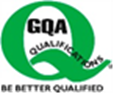 GQA
QUALIFICATIONS
®
BE BETTER QUALIFIED